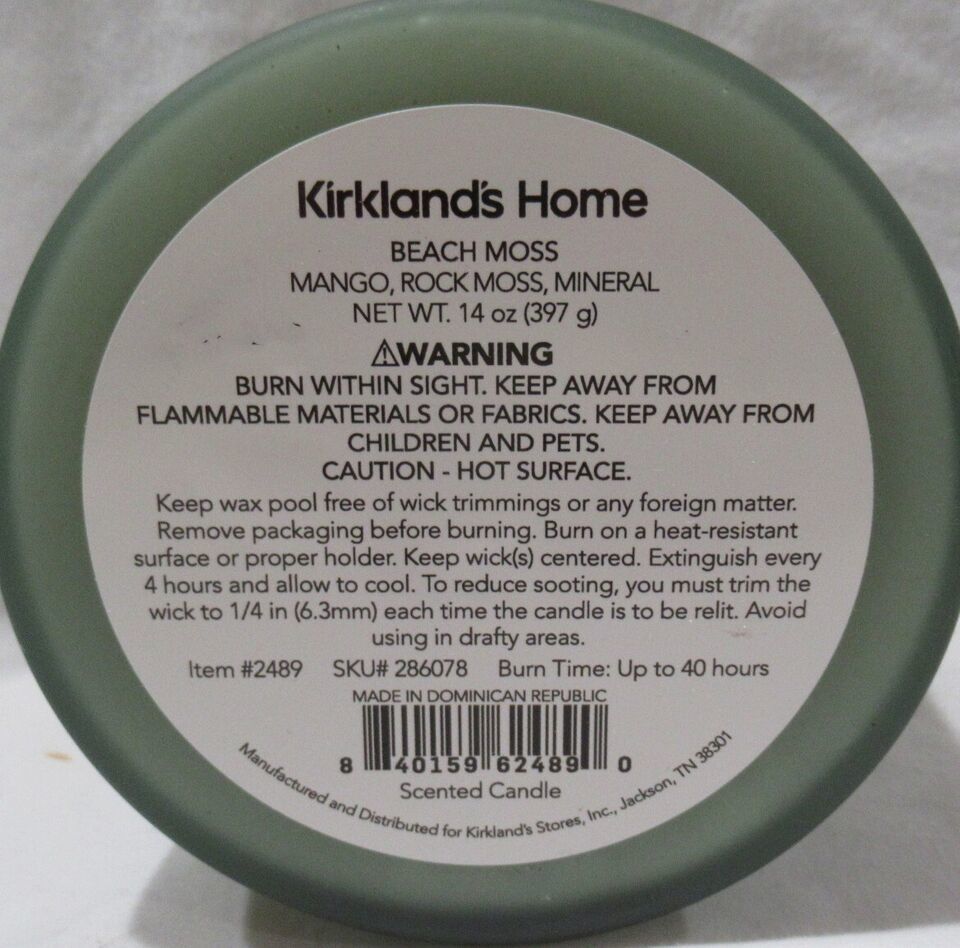 Kirkland's Home
BEACH MOSS
MANGO, ROCK MOSS, MINERAL
NET WT. 14 oz (397 g)
⚠WARNING
BURN WITHIN SIGHT. KEEP AWAY FROM
FLAMMABLE MATERIALS OR FABRICS. KEEP AWAY FROM
CHILDREN AND PETS.
CAUTION - HOT SURFACE.
Keep wax pool free of wick trimmings or any foreign matter.
Remove packaging before burning. Burn on a heat-resistant
surface or proper holder. Keep wick(s) centered. Extinguish every
4 hours and allow to cool. To reduce sooting, you must trim the
wick to 1/4 in (6.3mm) each time the candle is to be relit. Avoid
using in drafty areas.
Item #2489 SKU# 286078 Burn Time: Up to 40 hours
MADE IN DOMINICAN REPUBLIC
8 40159 62489 0
Scented Candle
Manufactured and Distributed for Kirkland's Stores, Inc., Jackson, TN 38301